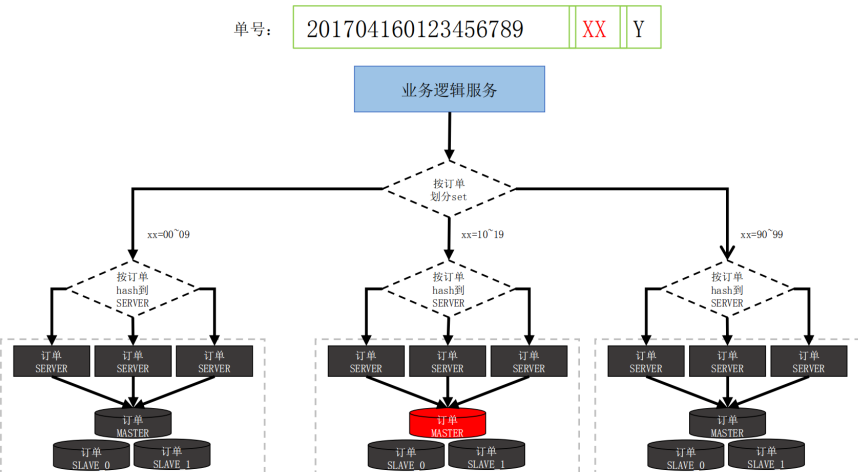 单号: 201704160123456789 XX Y
业务逻辑服务
按订单
划分set
xx=00~09
xx=10~19
xx=90~99
按订单
hash到
SERVER
按订单
hash到
SERVER
按订单
hash到
SERVER
订单
SERVER
订单
SERVER
订单
SERVER
订单
SERVER
订单
SERVER
订单
SERVER
订单
SERVER
订单
SERVER
订单
SERVER
订单
MASTER
订单
MASTER
订单
MASTER
订单
SLAVE_0
订单
SLAVE_1
订单
SLAVE_0
订单
SLAVE_1
订单
SLAVE_0
订单
SLAVE_1